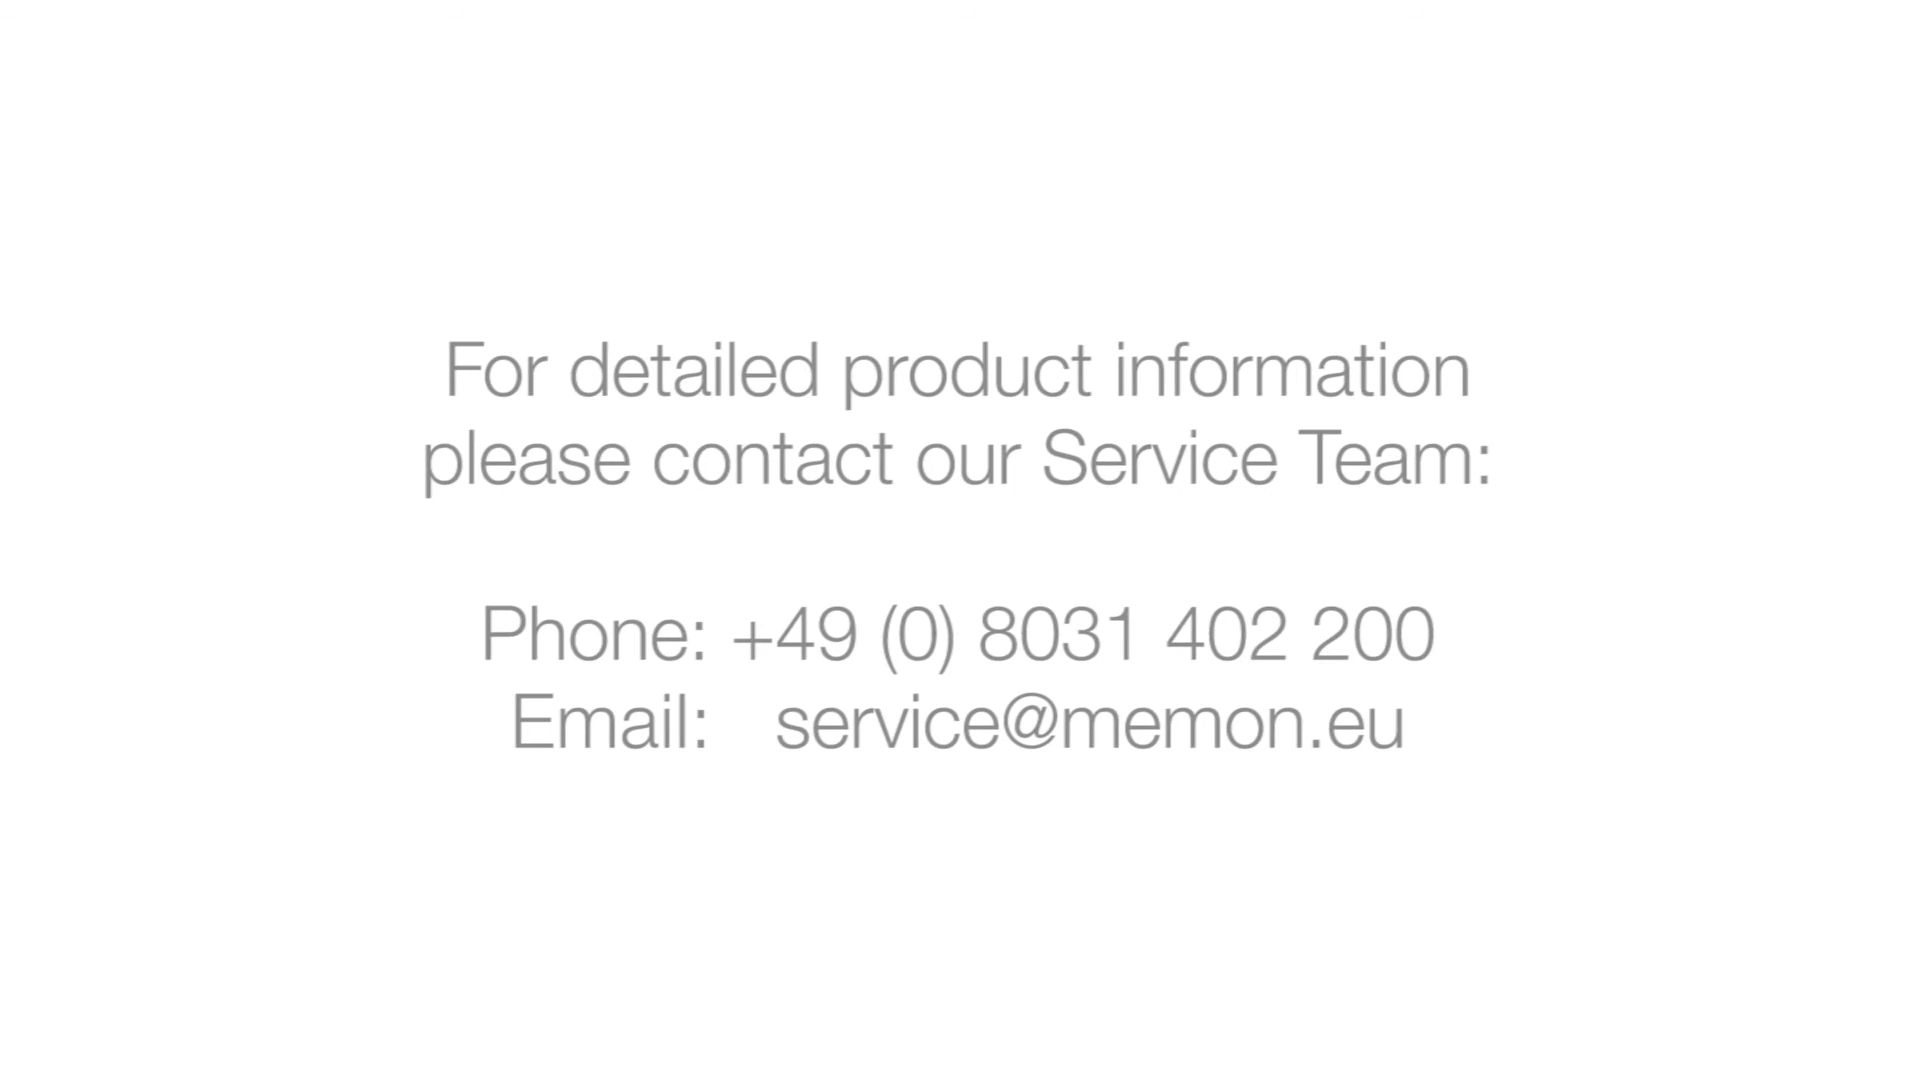 For detailed product information
please contact our Service Team:
Phone: +49 (0) 8031 402 200
Email: service@memon.eu